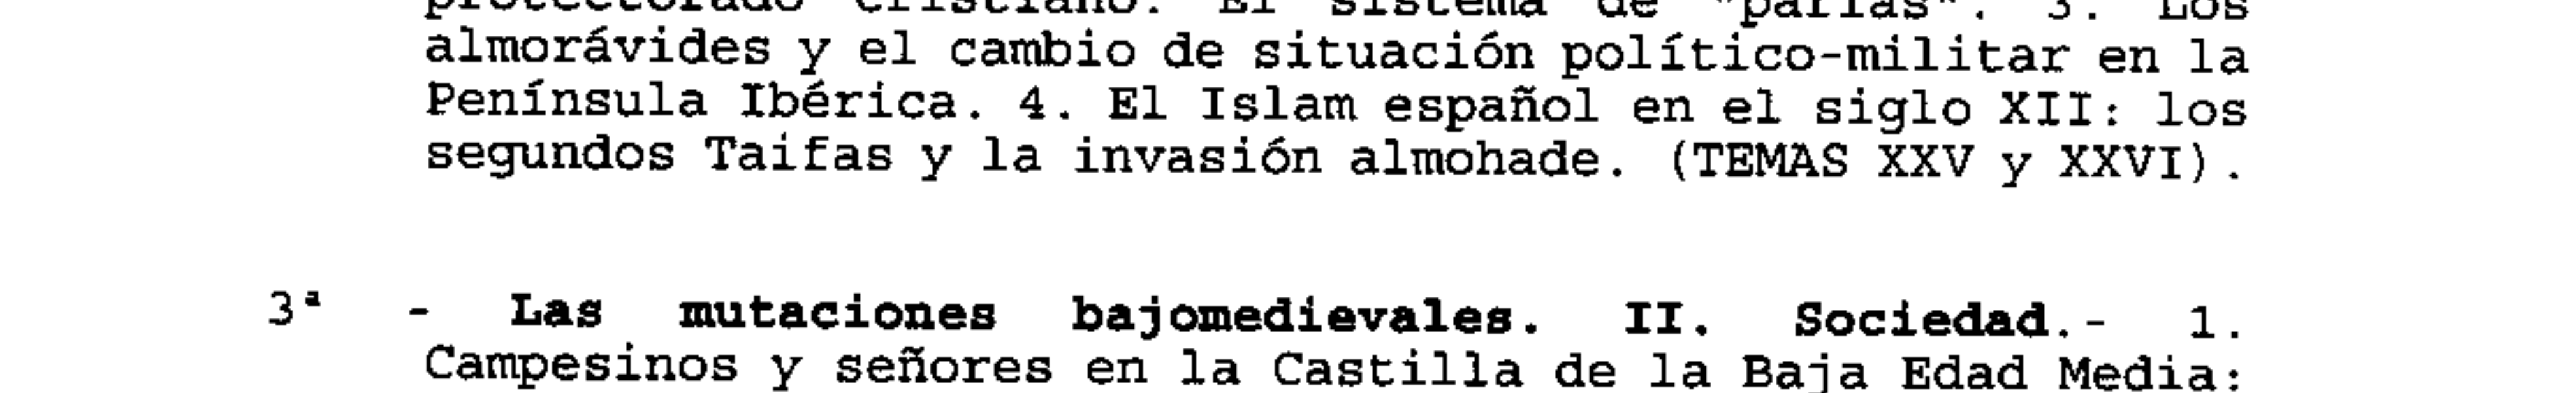 protectorado cristiano. El sistema de "parias". 3. Los
almorávides y el cambio de situación político-militar en la
Península Ibérica. 4. El Islam español en el siglo XII: los
segundos Taifas y la invasión almohade. (TEMAS XXV y XXVI).
3ª - Las mutaciones bajomedievales. II. Sociedad.- 1.
Campesinos y señores en la Castilla de la Baja Edad Media: